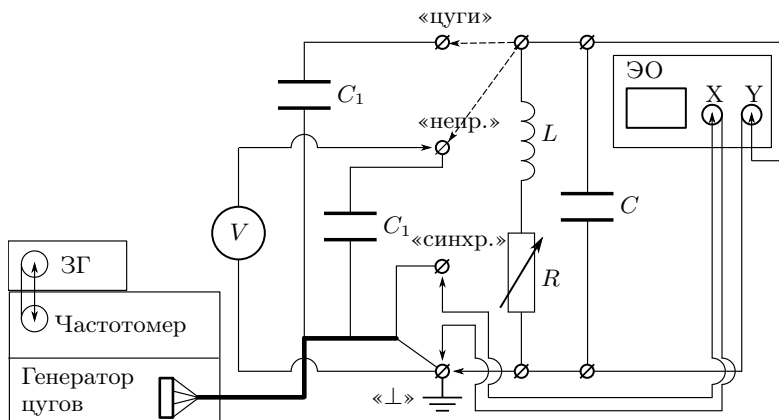 «цуги»
ЭО
X Y
C₁
«непр.»
L
V
C₁
C
«синхр.»
R
ЗГ
Частотомер
Генератор
цугов
«⊥»